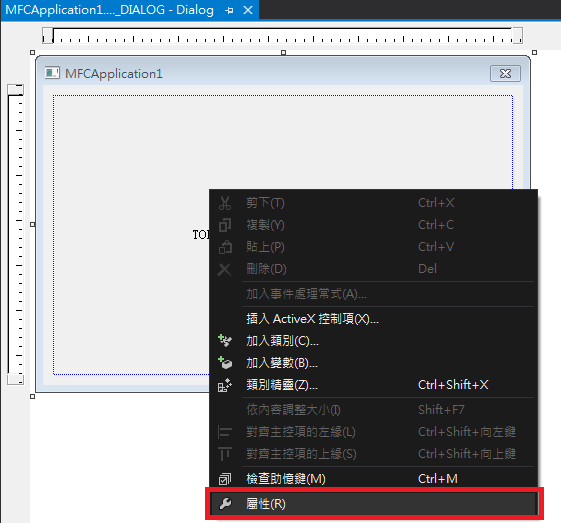 MFCApplication1...._DIALOG - Dialog
MFCApplication1
剪下(T) Ctrl+X
複製(Y) Ctrl+C
TO
貼上(P) Ctrl+V
刪除(D) Del
加入事件處理常式(A)...
插入 ActiveX 控制項(X)...
加入類別(C)...
加入變數(B)...
類別精靈(Z)... Ctrl+Shift+X
依內容調整大小(I) Shift+F7
對齊主控項的左緣(L) Ctrl+Shift+向左鍵
對齊主控項的上緣(S) Ctrl+Shift+向上鍵
檢查助憶鍵(M) Ctrl+M
屬性(R)